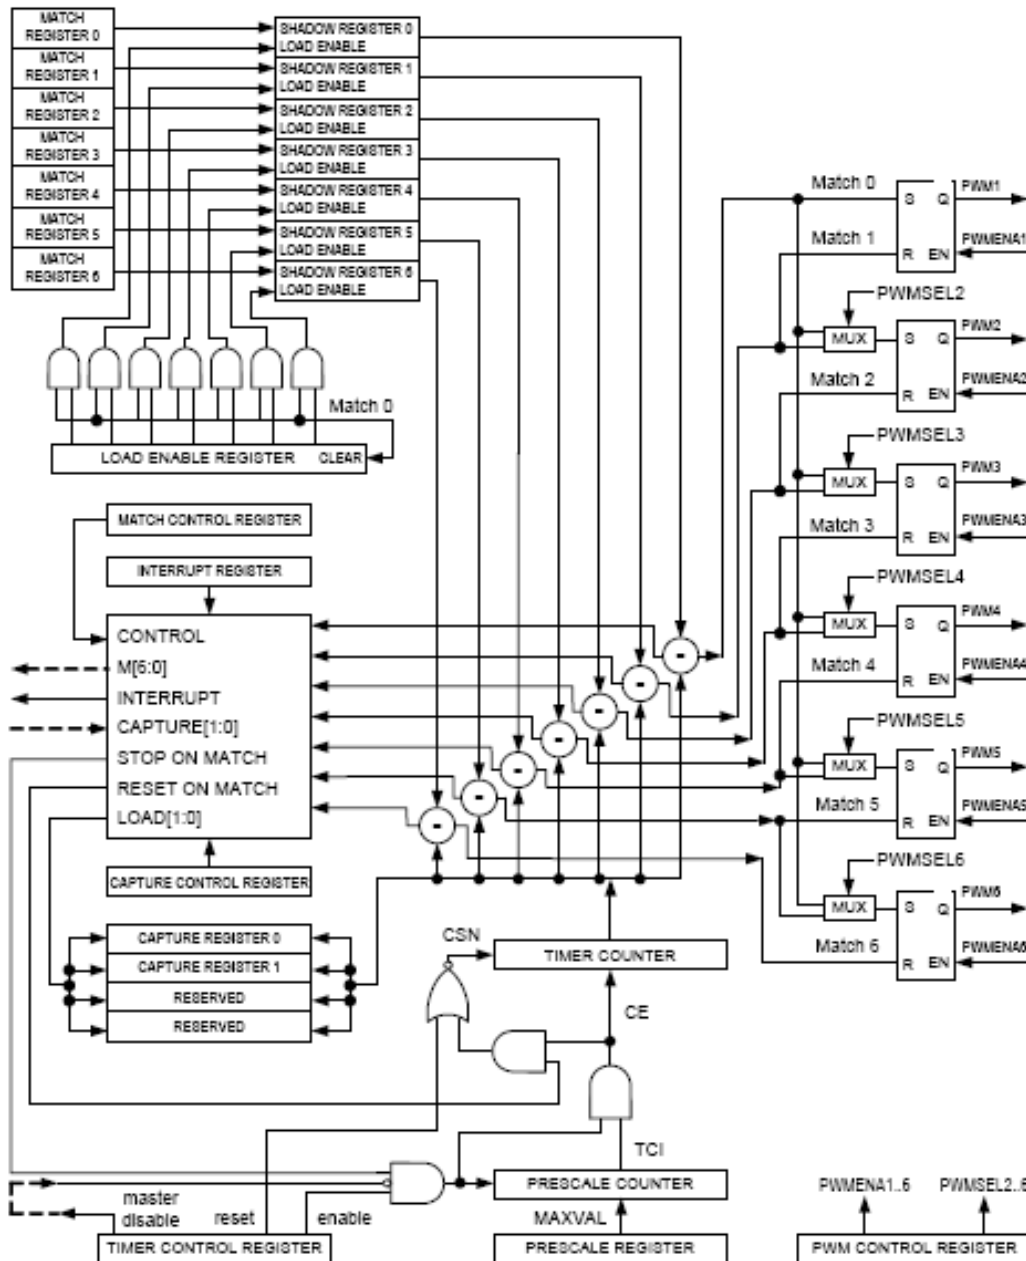 MATCH
REGISTER 0
MATCH
REGISTER 1
MATCH
REGISTER 2
MATCH
REGISTER 3
MATCH
REGISTER 4
MATCH
REGISTER 5
MATCH
REGISTER 6
SHADOW REGISTER 0
LOAD ENABLE
SHADOW REGISTER 1
LOAD ENABLE
SHADOW REGISTER 2
LOAD ENABLE
SHADOW REGISTER 3
LOAD ENABLE
SHADOW REGISTER 4
LOAD ENABLE
SHADOW REGISTER 5
LOAD ENABLE
SHADOW REGISTER 6
LOAD ENABLE
Match 0
LOAD ENABLE REGISTER CLEAR
MATCH CONTROL REGISTER
INTERRUPT REGISTER
CONTROL
M[6:0]
INTERRUPT
CAPTURE[1:0]
STOP ON MATCH
RESET ON MATCH
LOAD[1:0]
CAPTURE CONTROL REGISTER
CAPTURE REGISTER 0
CAPTURE REGISTER 1
RESERVED
RESERVED
- - - - - - -
Match 0 S Q PWM1
Match 1 R EN PWMENA1
PWMSEL2
MUX S Q PWM2
Match 2 R EN PWMENA2
PWMSEL3
MUX S Q PWM3
Match 3 R EN PWMENA3
PWMSEL4
MUX S Q PWM4
Match 4 R EN PWMENA4
PWMSEL5
MUX S Q PWM5
Match 5 R EN PWMENA5
PWMSEL6
MUX S Q PWM6
Match 6 R EN PWMENA6
CSN
TIMER COUNTER
CE
TCI
PRESCALE COUNTER
MAXVAL
PRESCALE REGISTER
master
disable
reset
enable
TIMER CONTROL REGISTER
PWMENA1..6 PWMSEL2..6
PWM CONTROL REGISTER